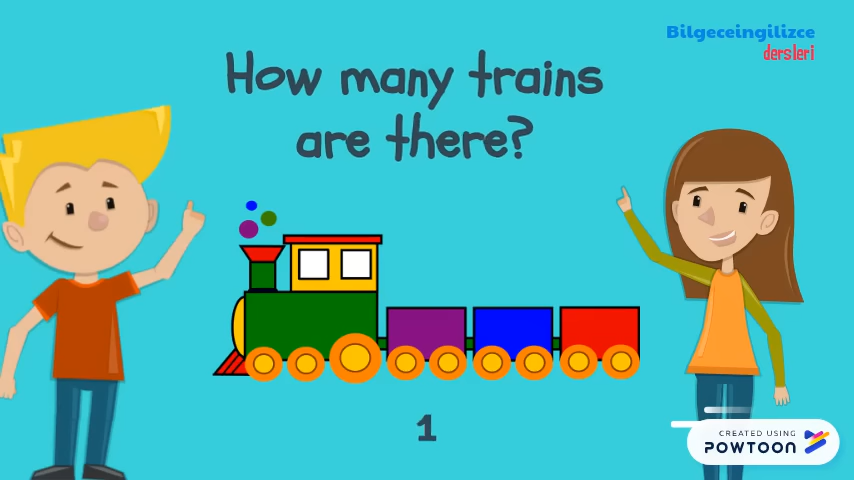 Bilgeceingilizce
dersleri
How many trains
are there?
1
CREATED USING
POWTOON